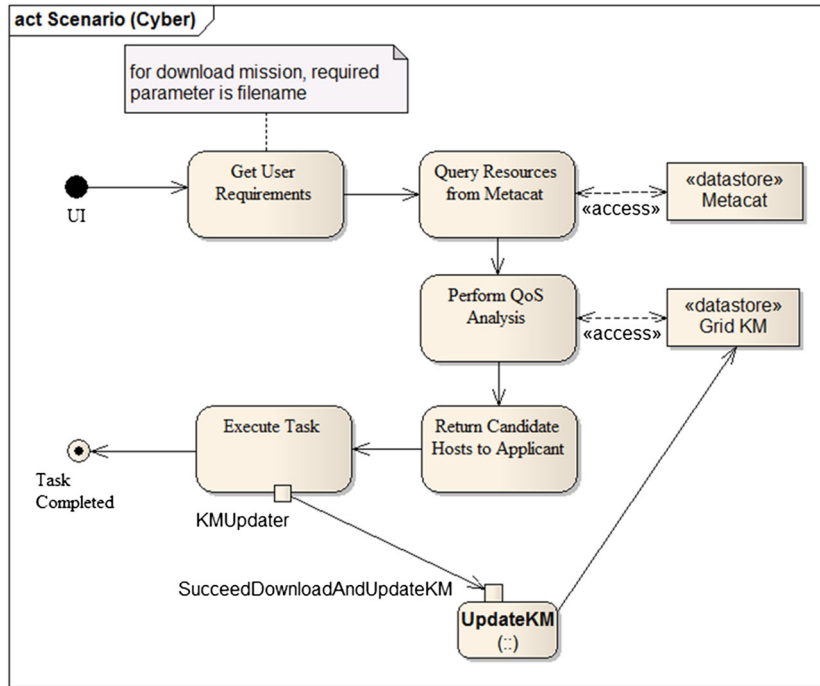 act Scenario (Cyber)
for download mission, required
parameter is filename
Get User
Requirements
Query Resources
from Metacat
«datastore»
Metacat
UI
«access»
Perform QoS
Analysis
«datastore»
Grid KM
«access»
Execute Task
Return Candidate
Hosts to Applicant
Task
Completed
KMUpdater
SucceedDownloadAndUpdateKM
UpdateKM
(::)